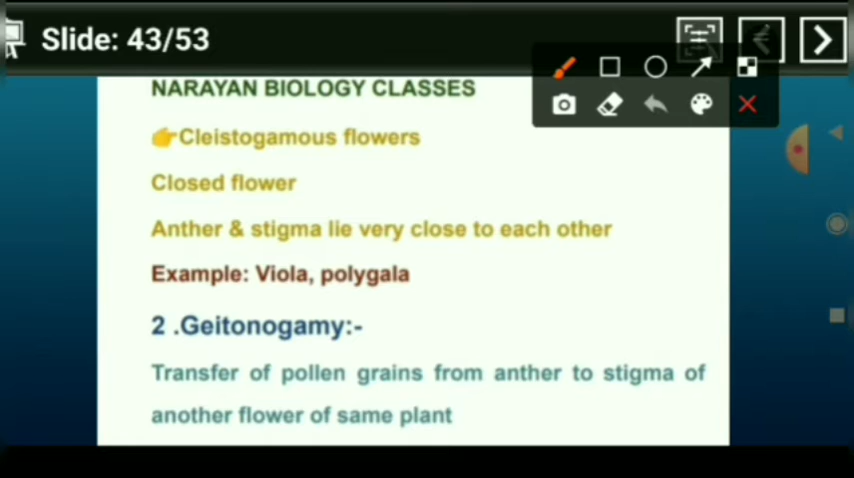 Slide: 43/53
NARAYAN BIOLOGY CLASSES
👉Cleistogamous flowers
Closed flower
Anther & stigma lie very close to each other
Example: Viola, polygala
2 .Geitonogamy:-
Transfer of pollen grains from anther to stigma of
another flower of same plant